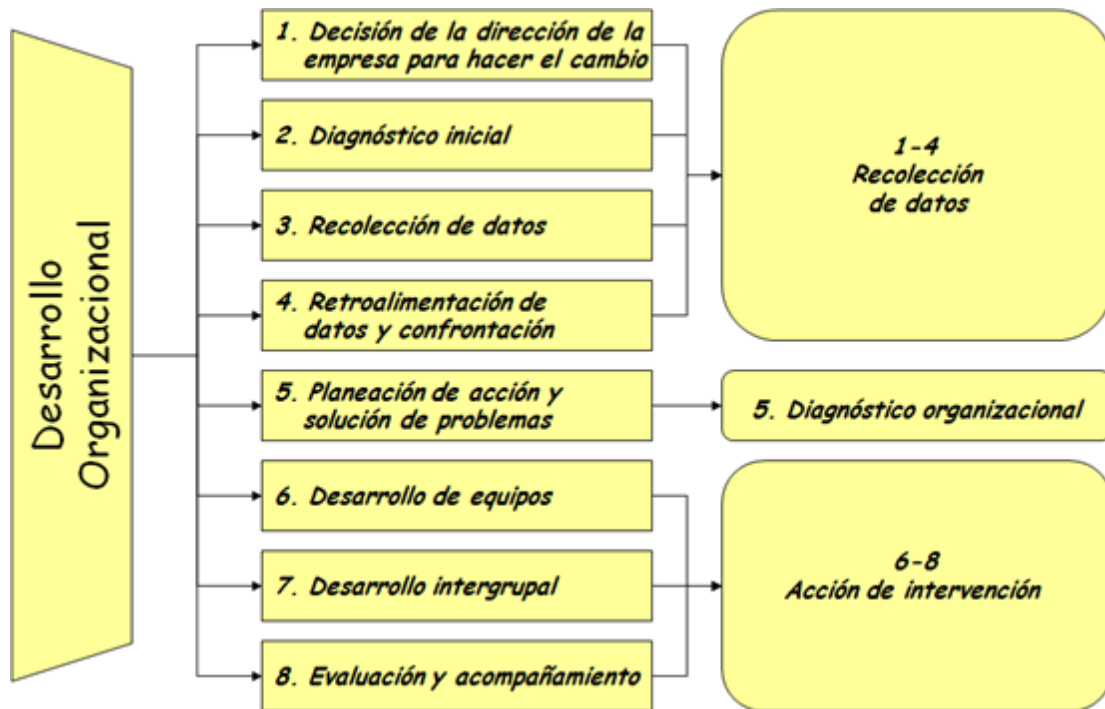 Desarrollo
Organizacional
1. Decisión de la dirección de la
empresa para hacer el cambio
2. Diagnóstico inicial
3. Recolección de datos
4. Retroalimentación de
datos y confrontación
5. Planeación de acción y
solución de problemas
6. Desarrollo de equipos
7. Desarrollo intergrupal
8. Evaluación y acompañamiento
1-4
Recolección
de datos
5. Diagnóstico organizacional
6-8
Acción de intervención